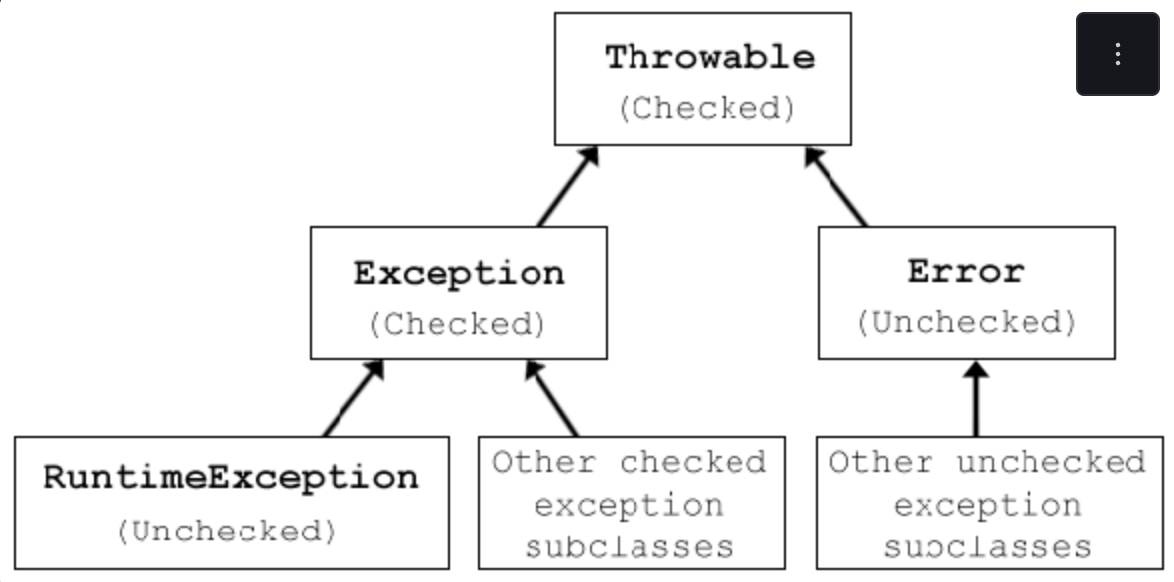 Throwable
(Checked)
Exception
(Checked)
Error
(Unchecked)
RuntimeException
(Unchecked)
Other checked
exception
subclasses
Other unchecked
exception
subclasses